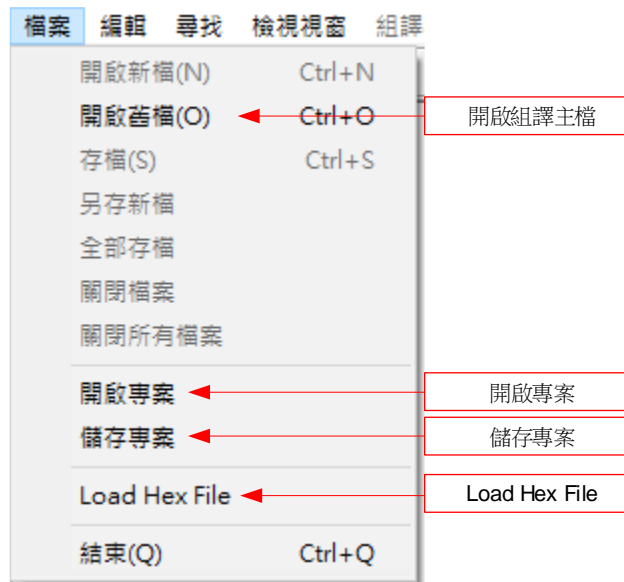 檔案 編輯 尋找 檢視視窗 組譯
開啟新檔(N) Ctrl+N
開啟舊檔(O) Ctrl+O 開啟組譯主檔
存檔(S) Ctrl+S
另存新檔
全部存檔
關閉檔案
關閉所有檔案
開啟專案 開啟專案
儲存專案 儲存專案
Load Hex File Load Hex File
結束(Q) Ctrl+Q